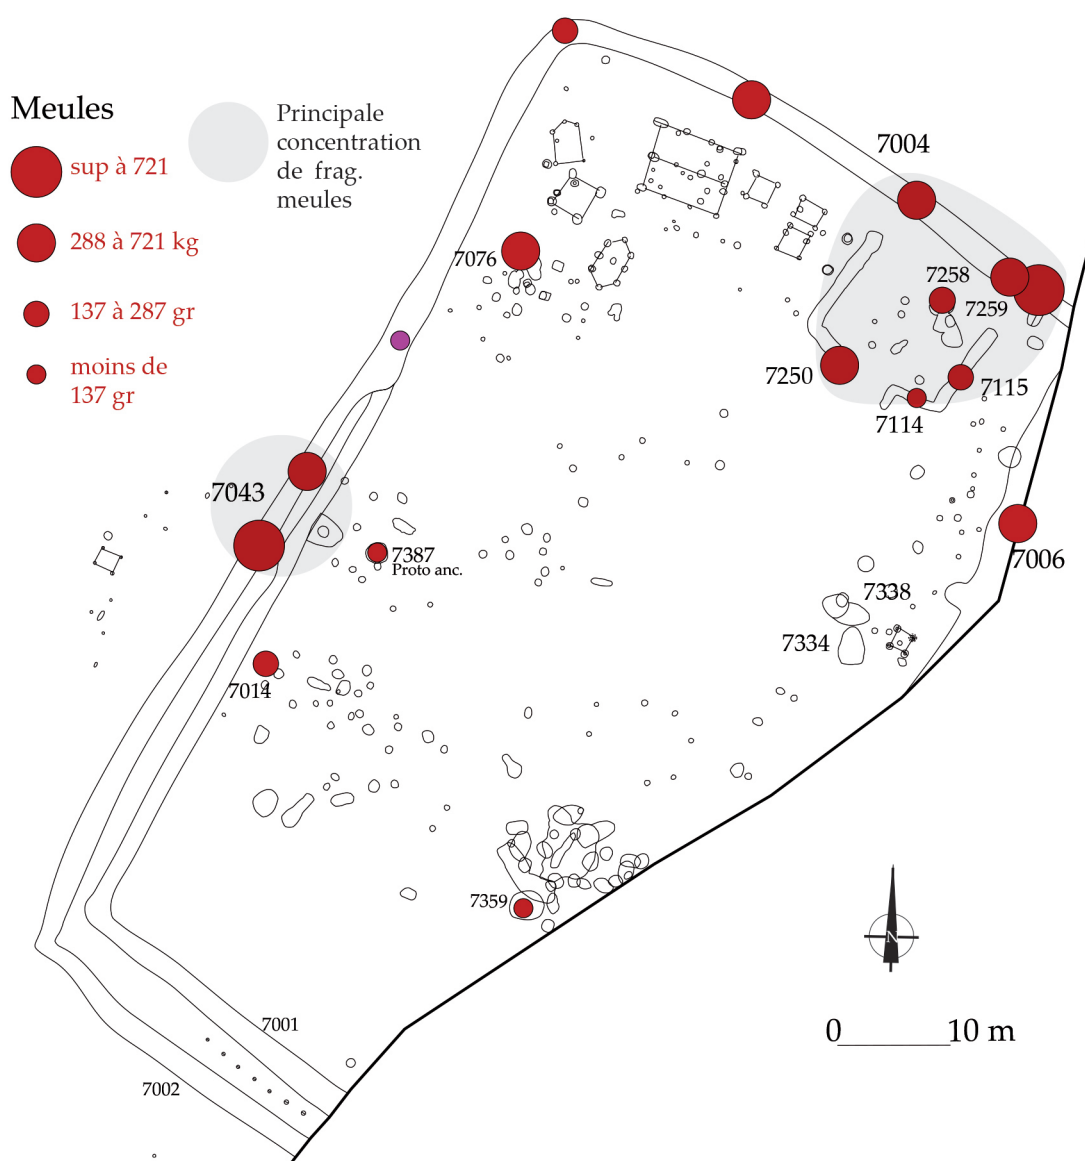 Meules
sup à 721
288 à 721 kg
137 à 287 gr
moins de
137 gr
Principale
concentration
de frag.
meules
7004
7076
7258
7259
7250
7115
7114
7043
7387
Proto anc.
7006
7338
7334
7014
7359
N
7001
0 10 m
7002